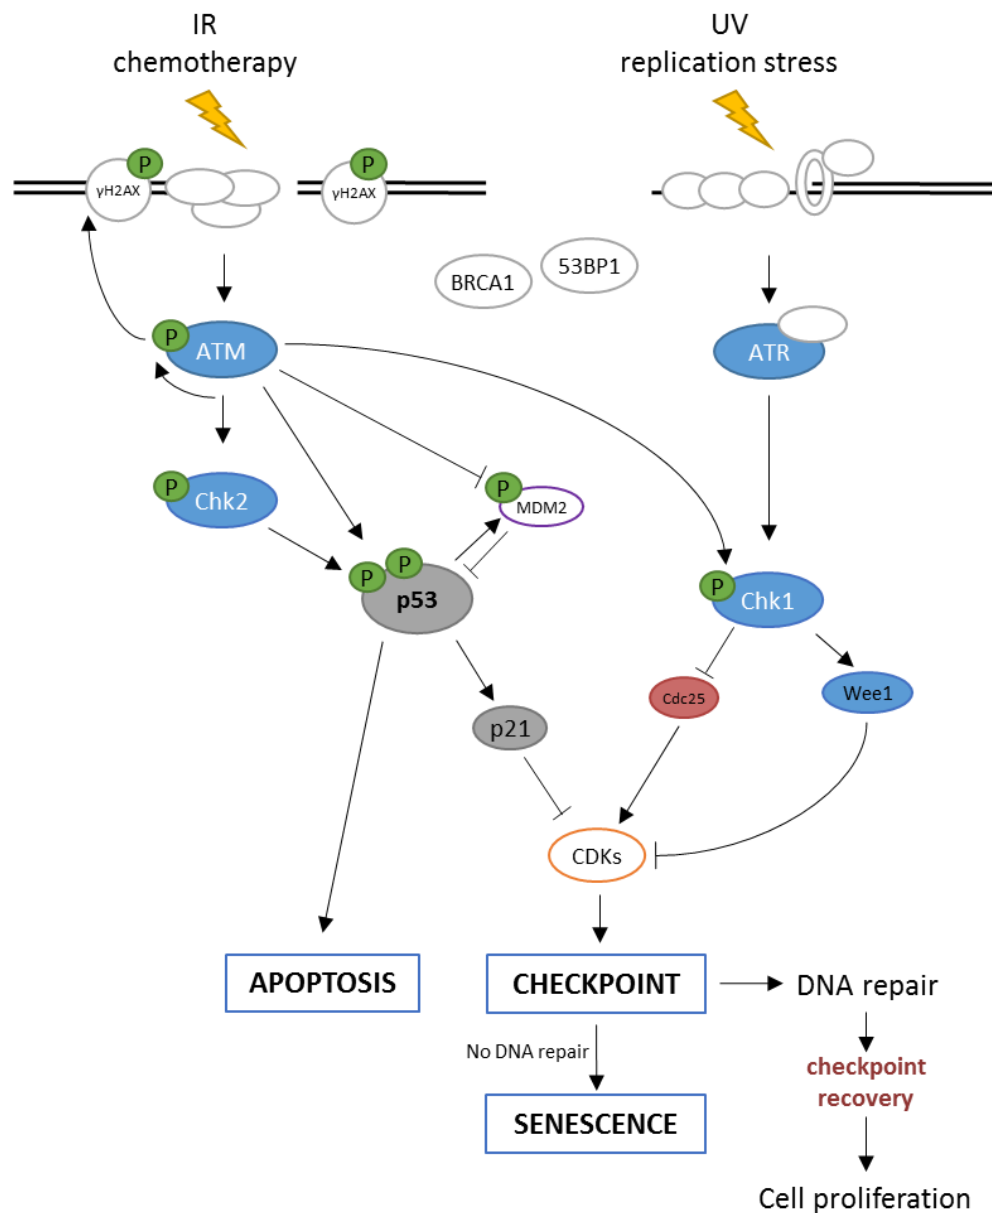 IR
chemotherapy
UV
replication stress
P
P
γH2AX
γH2AX
BRCA1
53BP1
P
ATM
ATR
P
Chk2
P
MDM2
P
P
p53
P
Chk1
Cdc25
Wee1
p21
CDKs
APOPTOSIS
CHECKPOINT
DNA repair
No DNA repair
checkpoint
recovery
SENESCENCE
Cell proliferation